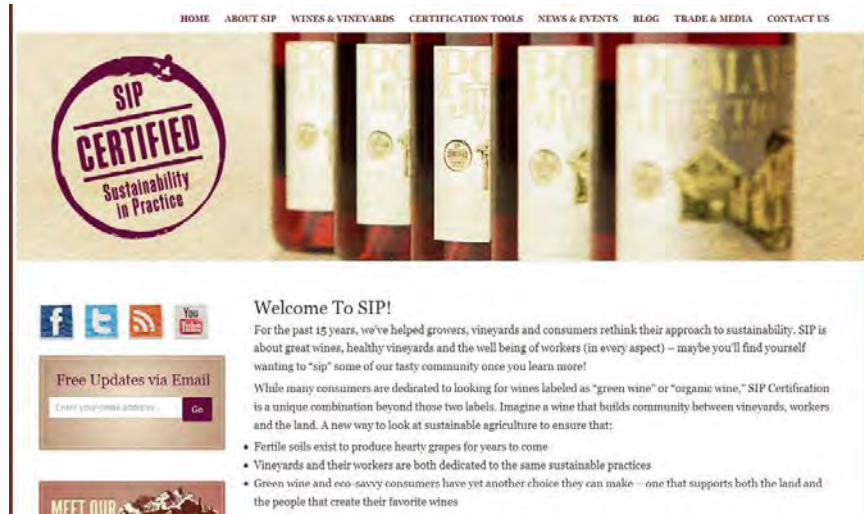 HOME ABOUT SIP WINES & VINEYARDS CERTIFICATION TOOLS NEWS & EVENTS BLOG TRADE & MEDIA CONTACT US
SIP
CERTIFIED
Sustainability
in Practice
CERTIFIED
You
Tube
Free Updates via Email
Enter your email address... Go
MEET OUR
Welcome To SIP!
For the past 15 years, we've helped growers, vineyards and consumers rethink their approach to sustainability. SIP is
about great wines, healthy vineyards and the well being of workers (in every aspect) – maybe you'll find yourself
wanting to "sip" some of our tasty community once you learn more!
While many consumers are dedicated to looking for wines labeled as "green wine" or "organic wine," SIP Certification
is a unique combination beyond those two labels. Imagine a wine that builds community between vineyards, workers
and the land. A new way to look at sustainable agriculture to ensure that:
• Fertile soils exist to produce hearty grapes for years to come
• Vineyards and their workers are both dedicated to the same sustainable practices
• Green wine and eco-savvy consumers have yet another choice they can make – one that supports both the land and
the people that create their favorite wines